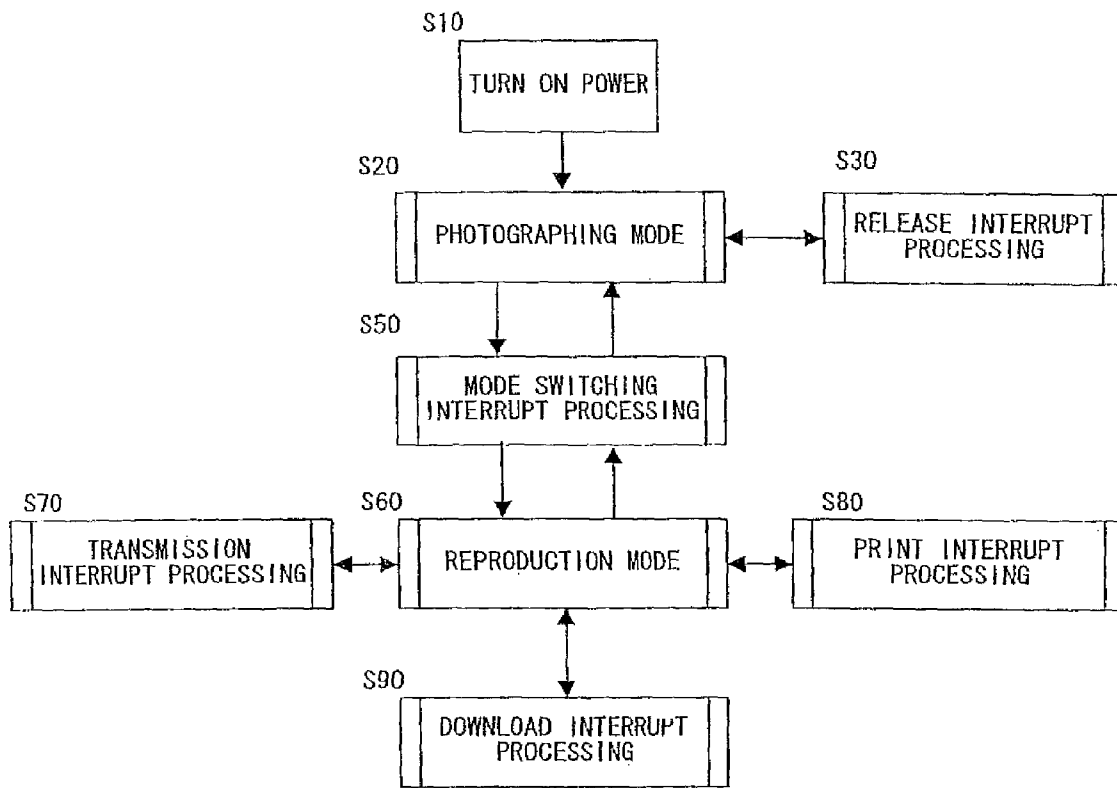 S10
TURN ON POWER
S20
PHOTOGRAPHING MODE
S30
RELEASE INTERRUPT
PROCESSING
S50
MODE SWITCHING
INTERRUPT PROCESSING
S70
TRANSMISSION
INTERRUPT PROCESSING
S60
REPRODUCTION MODE
S80
PRINT INTERRUPT
PROCESSING
S90
DOWNLOAD INTERRUPT
PROCESSING